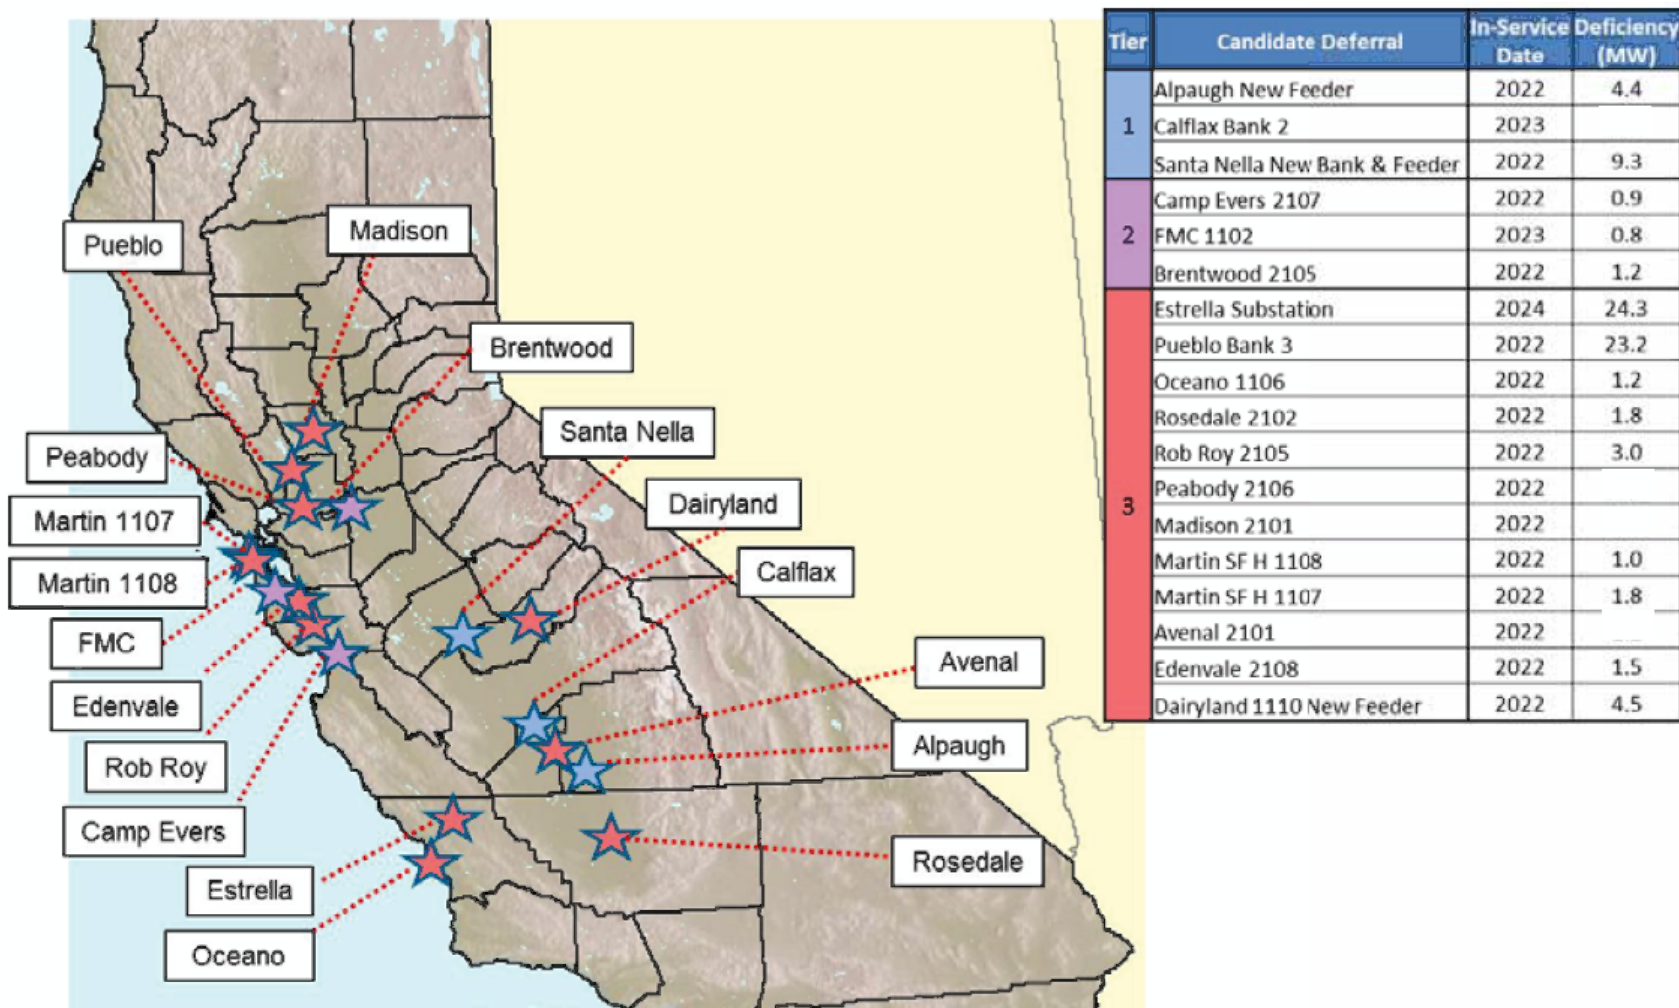 Pueblo
Madison
Brentwood
Santa Nella
Peabody
Martin 1107
Dairyland
Martin 1108
Calflax
FMC
Avenal
Edenvale
Alpaugh
Rob Roy
Camp Evers
Rosedale
Estrella
Oceano
Tier Candidate Deferral In-Service Date Deficiency (MW)
1
Alpaugh New Feeder 2022 4.4
Calflax Bank 2 2023
Santa Nella New Bank & Feeder 2022 9.3
2
Camp Evers 2107 2022 0.9
FMC 1102 2023 0.8
Brentwood 2105 2022 1.2
3
Estrella Substation 2024 24.3
Pueblo Bank 3 2022 23.2
Oceano 1106 2022 1.2
Rosedale 2102 2022 1.8
Rob Roy 2105 2022 3.0
Peabody 2106 2022
Madison 2101 2022
Martin SF H 1108 2022 1.0
Martin SF H 1107 2022 1.8
Avenal 2101 2022
Edenvale 2108 2022 1.5
Dairyland 1110 New Feeder 2022 4.5